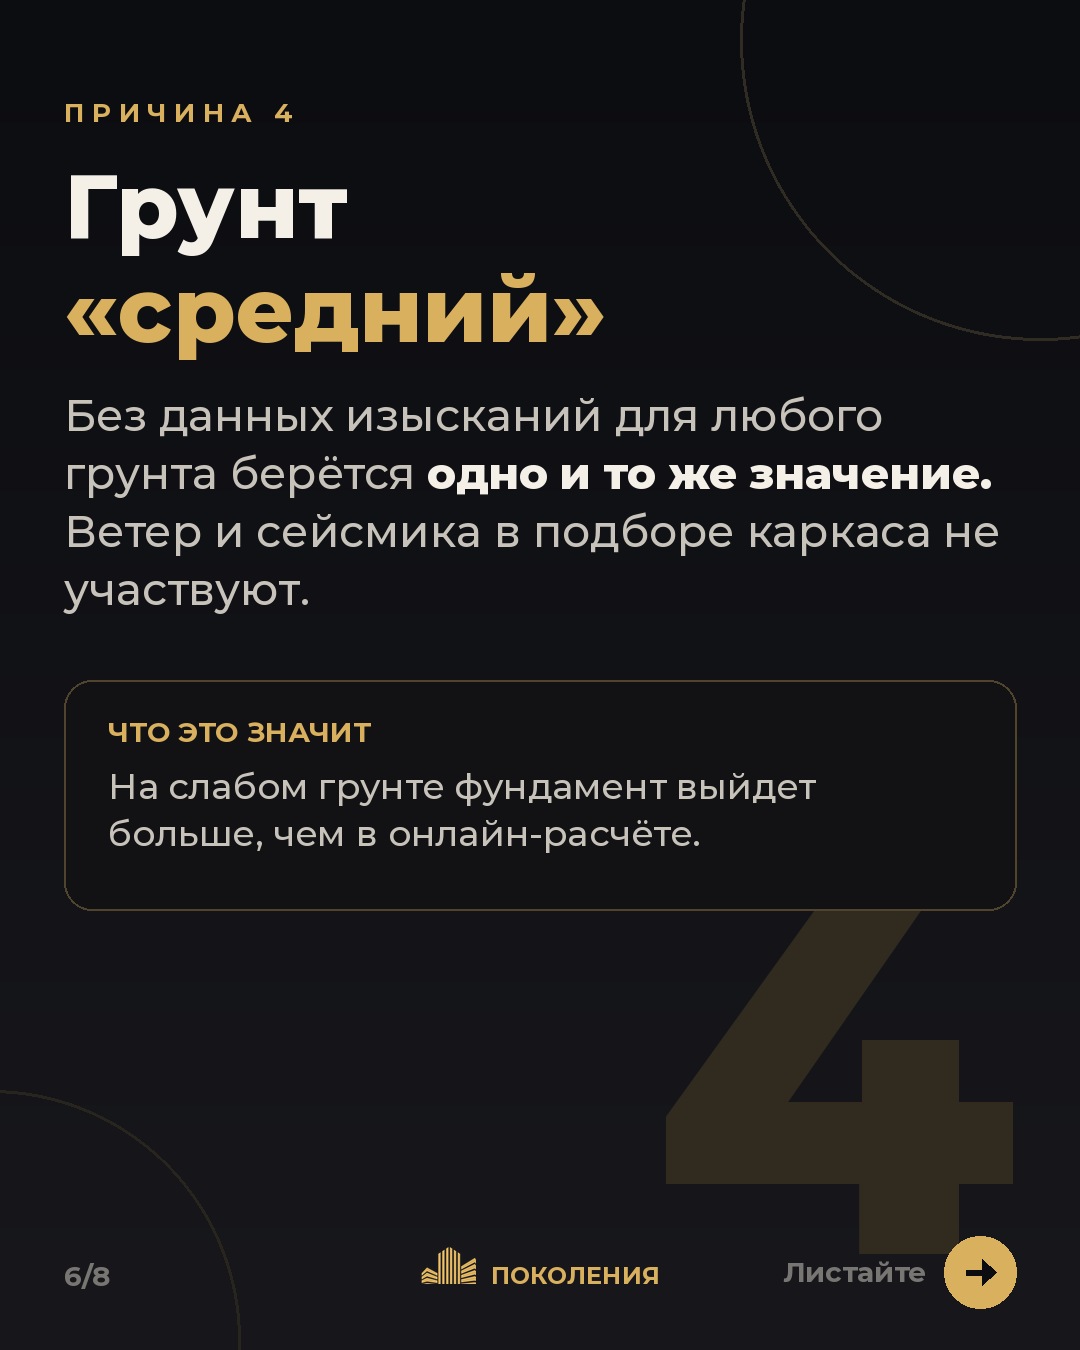 ПРИЧИНА 4
Грунт
«средний»
Без данных изысканий для любого
грунта берётся одно и то же значение.
Ветер и сейсмика в подборе каркаса не
участвуют.
ЧТО ЭТО ЗНАЧИТ
На слабом грунте фундамент выйдет
больше, чем в онлайн-расчёте.
4
6/8
ПОКОЛЕНИЯ
Листайте